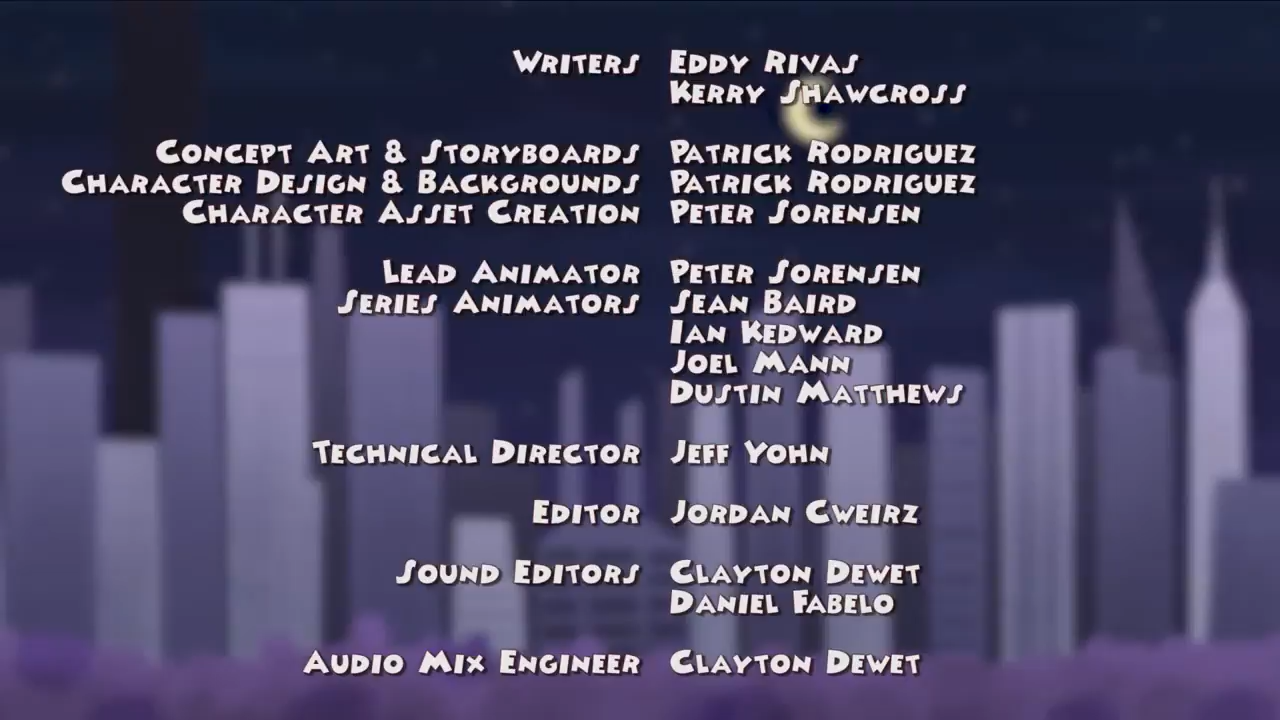 Writers Eddy Rivas
Kerry Shawcross
Concept Art & Storyboards Patrick Rodriguez
Character Design & Backgrounds Patrick Rodriguez
Character Asset Creation Peter Sorensen
Lead Animator Peter Sorensen
Series Animators Sean Baird
Ian Kedward
Joel Mann
Dustin Matthews
Technical Director Jeff Yohn
Editor Jordan Cweirz
Sound Editors Clayton Dewet
Daniel Fabelo
Audio Mix Engineer Clayton Dewet